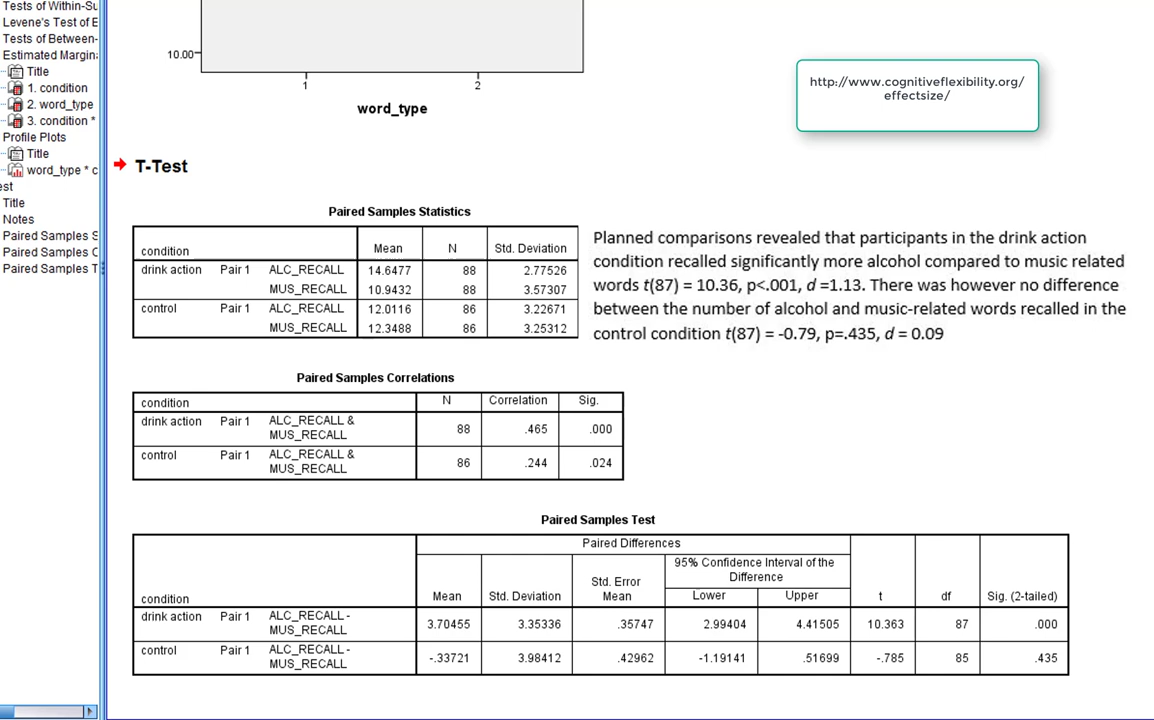 Tests of Within-Su
Levene's Test of E
Tests of Between-
Estimated Margin:
Title
1. condition
2. word_type
3. condition *
Profile Plots
Title
word_type * c
est
Title
Notes
Paired Samples S
Paired Samples C
Paired Samples T
10.00
1 2
word_type
http://www.cognitiveflexibility.org/
effectsize/
T-Test
Paired Samples Statistics
condition Mean N Std. Deviation
drink action Pair 1 ALC_RECALL 14.6477 88 2.77526
MUS_RECALL 10.9432 88 3.57307
control Pair 1 ALC_RECALL 12.0116 86 3.22671
MUS_RECALL 12.3488 86 3.25312
Planned comparisons revealed that participants in the drink action
condition recalled significantly more alcohol compared to music related
words t(87) = 10.36, p<.001, d =1.13. There was however no difference
between the number of alcohol and music-related words recalled in the
control condition t(87) = -0.79, p=.435, d = 0.09
Paired Samples Correlations
condition N Correlation Sig.
drink action Pair 1 ALC_RECALL &
MUS_RECALL 88 .465 .000
control Pair 1 ALC_RECALL &
MUS_RECALL 86 .244 .024
Paired Samples Test
Paired Differences
95% Confidence Interval of the
Difference
Std. Error
condition Mean Std. Deviation Mean Lower Upper t df Sig. (2-tailed)
drink action Pair 1 ALC_RECALL -
MUS_RECALL 3.70455 3.35336 .35747 2.99404 4.41505 10.363 87 .000
control Pair 1 ALC_RECALL -
MUS_RECALL -.33721 3.98412 .42962 -1.19141 .51699 -.785 85 .435